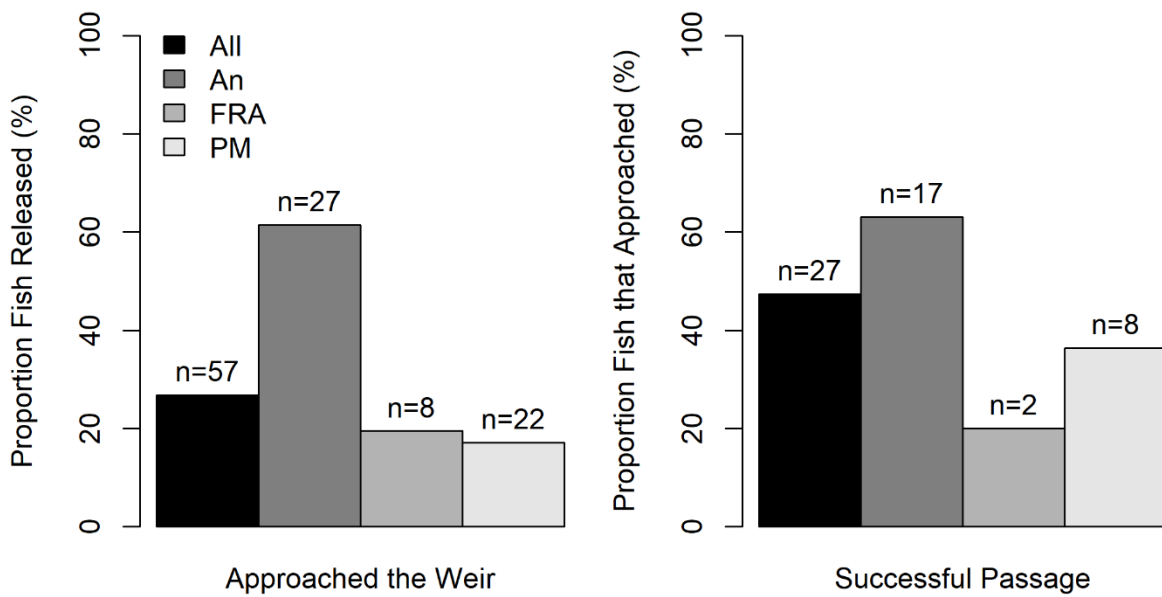 Proportion Fish Released (%)
100
80
60
40
20
0
All
An
FRA
PM
n=57
n=27
n=8
n=22
Approached the Weir
Proportion Fish that Approached (%)
100
80
60
40
20
0
n=27
n=17
n=2
n=8
Successful Passage